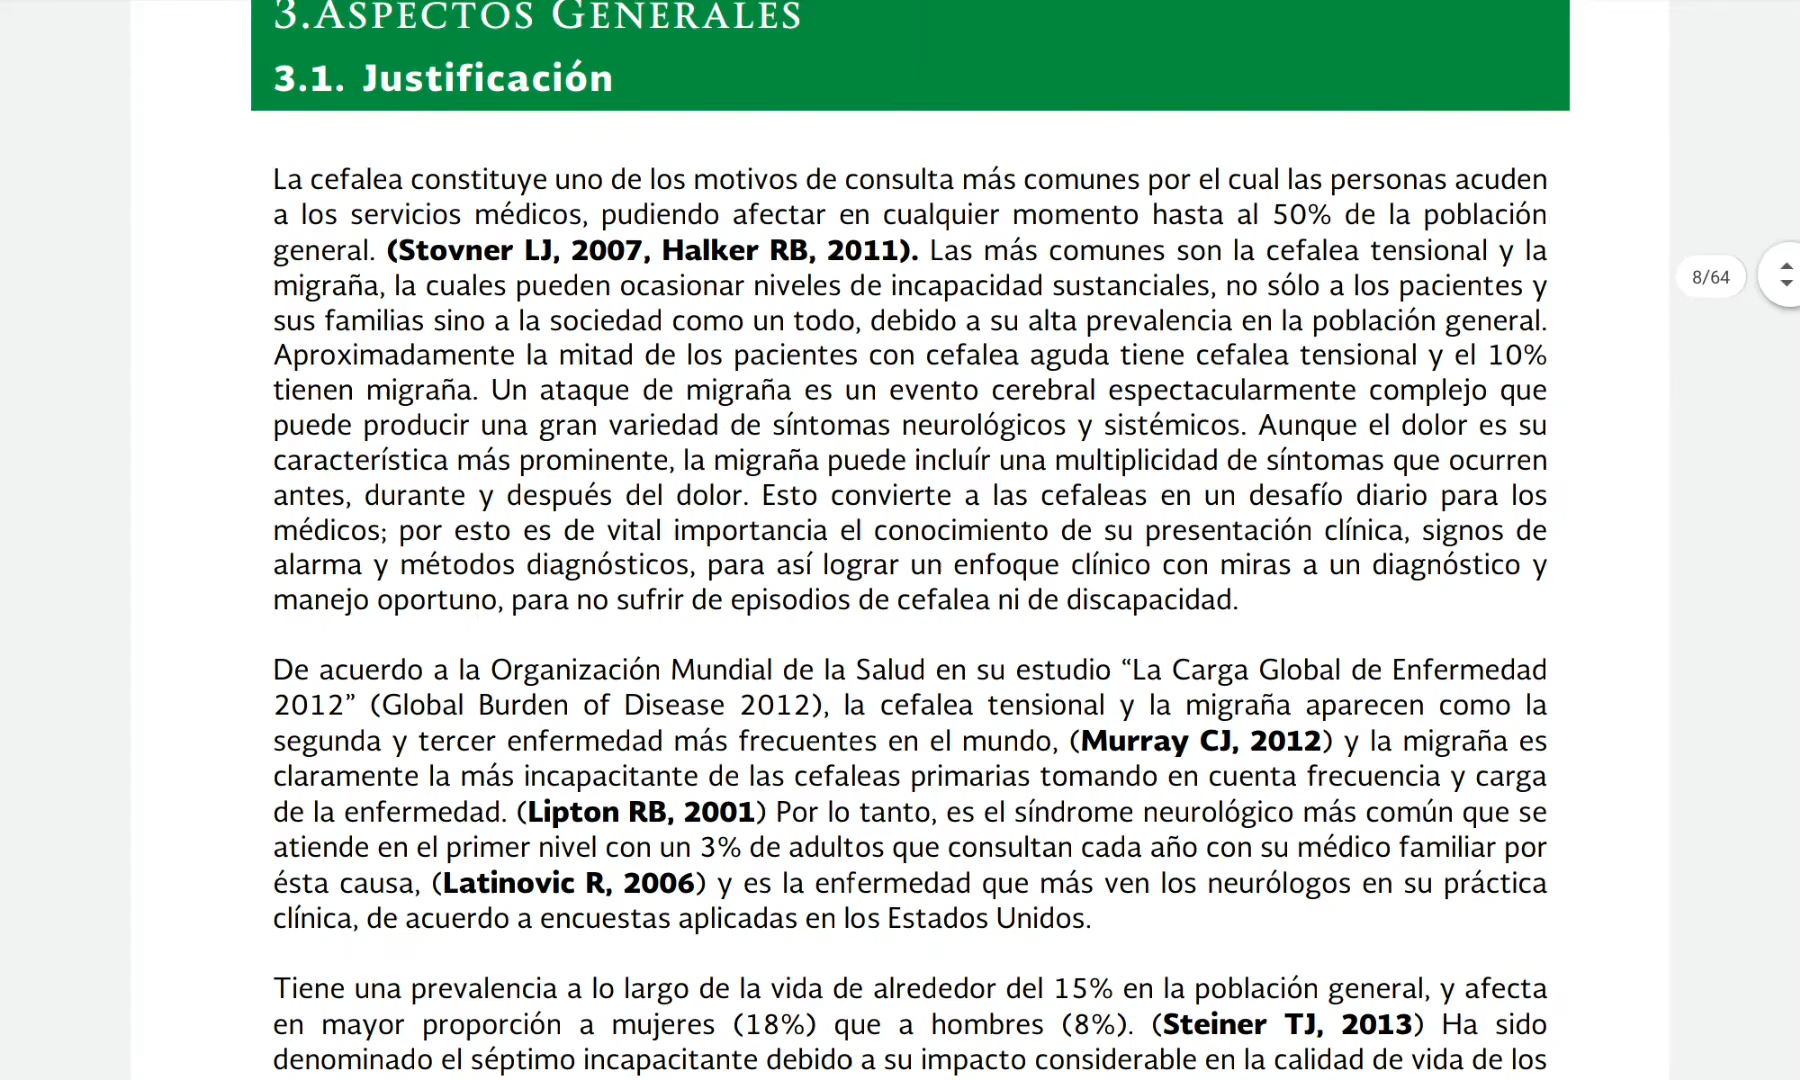 3.ASPECTOS GENERALES
3.1. Justificación
La cefalea constituye uno de los motivos de consulta más comunes por el cual las personas acuden
a los servicios médicos, pudiendo afectar en cualquier momento hasta al 50% de la población
general. (Stovner LJ, 2007, Halker RB, 2011). Las más comunes son la cefalea tensional y la
migraña, la cuales pueden ocasionar niveles de incapacidad sustanciales, no sólo a los pacientes y
sus familias sino a la sociedad como un todo, debido a su alta prevalencia en la población general.
Aproximadamente la mitad de los pacientes con cefalea aguda tiene cefalea tensional y el 10%
tienen migraña. Un ataque de migraña es un evento cerebral espectacularmente complejo que
puede producir una gran variedad de síntomas neurológicos y sistémicos. Aunque el dolor es su
característica más prominente, la migraña puede incluír una multiplicidad de síntomas que ocurren
antes, durante y después del dolor. Esto convierte a las cefaleas en un desafío diario para los
médicos; por esto es de vital importancia el conocimiento de su presentación clínica, signos de
alarma y métodos diagnósticos, para así lograr un enfoque clínico con miras a un diagnóstico y
manejo oportuno, para no sufrir de episodios de cefalea ni de discapacidad.
De acuerdo a la Organización Mundial de la Salud en su estudio “La Carga Global de Enfermedad
2012” (Global Burden of Disease 2012), la cefalea tensional y la migraña aparecen como la
segunda y tercer enfermedad más frecuentes en el mundo, (Murray CJ, 2012) y la migraña es
claramente la más incapacitante de las cefaleas primarias tomando en cuenta frecuencia y carga
de la enfermedad. (Lipton RB, 2001) Por lo tanto, es el síndrome neurológico más común que se
atiende en el primer nivel con un 3% de adultos que consultan cada año con su médico familiar por
ésta causa, (Latinovic R, 2006) y es la enfermedad que más ven los neurólogos en su práctica
clínica, de acuerdo a encuestas aplicadas en los Estados Unidos.
Tiene una prevalencia a lo largo de la vida de alrededor del 15% en la población general, y afecta
en mayor proporción a mujeres (18%) que a hombres (8%). (Steiner TJ, 2013) Ha sido
denominado el séptimo incapacitante debido a su impacto considerable en la calidad de vida de los
8/64